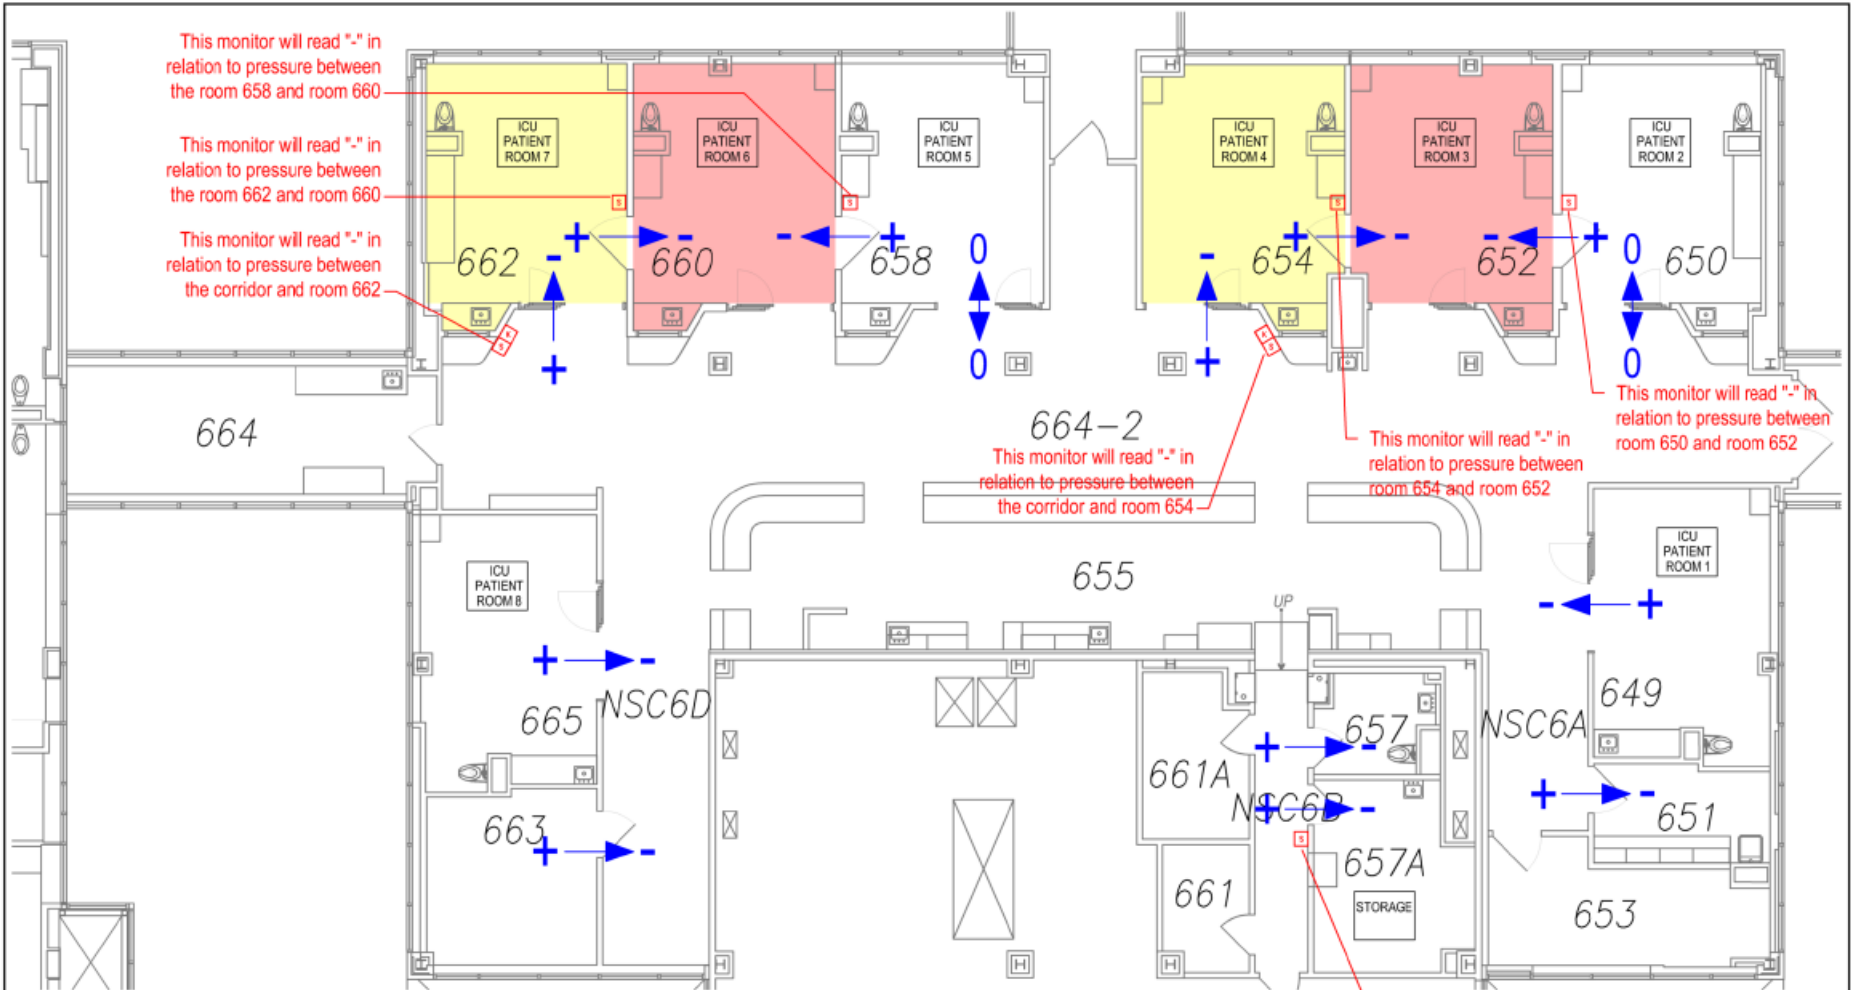 This monitor will read "-" in
relation to pressure between
the room 658 and room 660
This monitor will read "-" in
relation to pressure between
the room 662 and room 660
This monitor will read "-" in
relation to pressure between
the corridor and room 662
ICU
PATIENT
ROOM 7
ICU
PATIENT
ROOM 6
ICU
PATIENT
ROOM 5
ICU
PATIENT
ROOM 4
ICU
PATIENT
ROOM 3
ICU
PATIENT
ROOM 2
S
S
S
S
+ - - + + - - +
662
660
658
654
652
650
- 0 - 0
+ 0 + 0
664
664-2
This monitor will read "-" in
relation to pressure between
the corridor and room 654
This monitor will read "-" in
relation to pressure between
room 654 and room 652
This monitor will read "-" in
relation to pressure between
room 650 and room 652
ICU
PATIENT
ROOM 8
655
UP
ICU
PATIENT
ROOM 1
- +
+ -
NSC6D
665
649
NSC6A
657
+ -
661A
NSC6B
+ -
+ -
651
663
+ -
S
657A
661
STORAGE
653